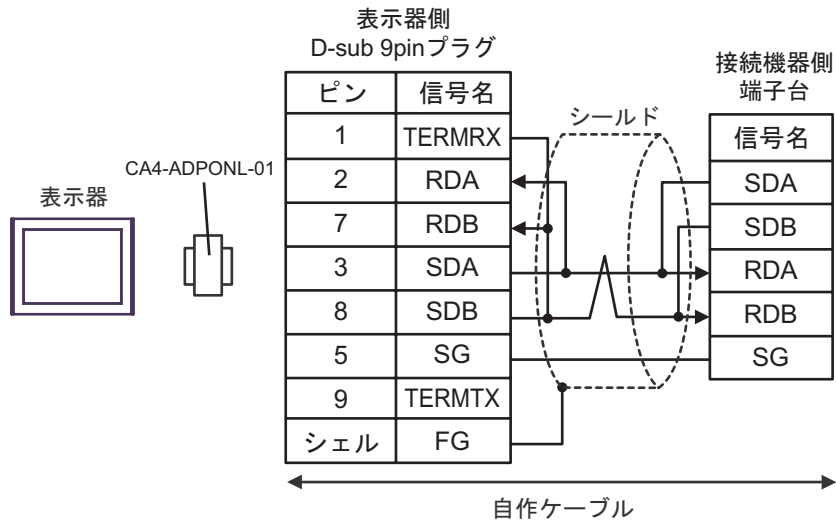 表示器側
D-sub 9pinプラグ
接続機器側
端子台
ピン 信号名
シールド
信号名
1 TERMRX
CA4-ADPONL-01
表示器
2 RDA
SDA
7 RDB
SDB
3 SDA
RDA
8 SDB
RDB
5 SG
SG
9 TERMTX
シェル FG
自作ケーブル